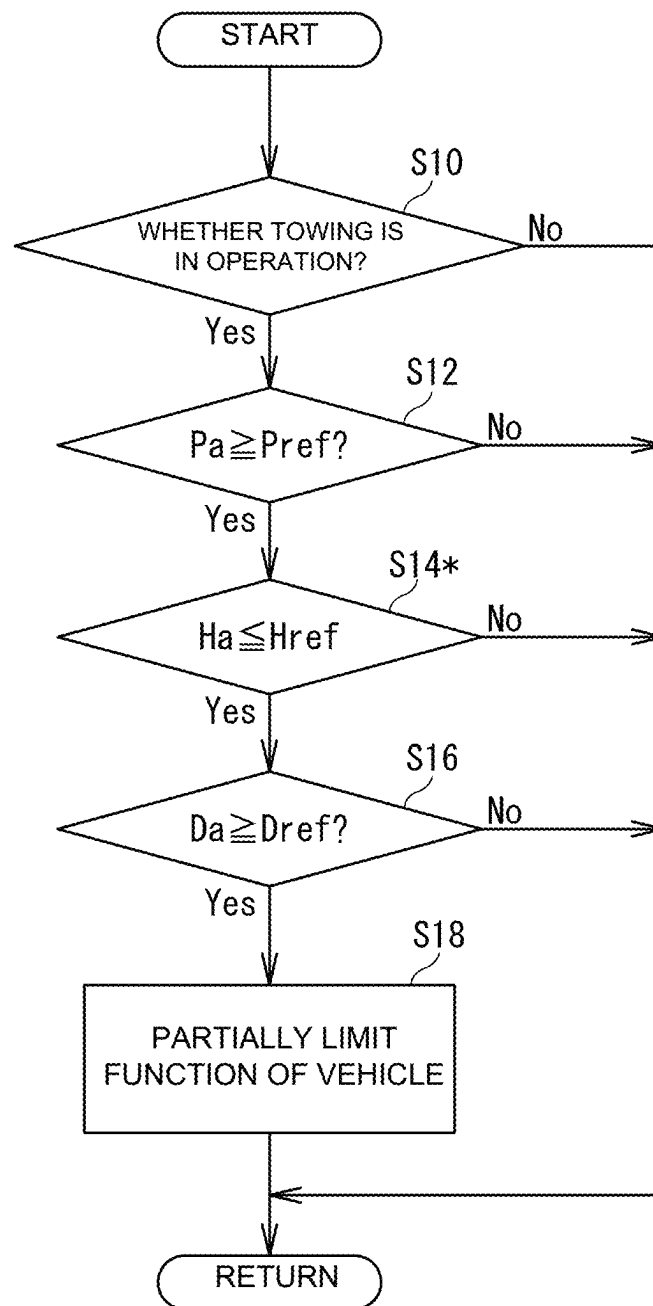 START
S10
WHETHER TOWING IS
IN OPERATION?
No
Yes
S12
Pa≧Pref?
No
Yes
S14*
Ha≦Href
No
Yes
S16
Da≧Dref?
No
Yes
S18
PARTIALLY LIMIT
FUNCTION OF VEHICLE
RETURN